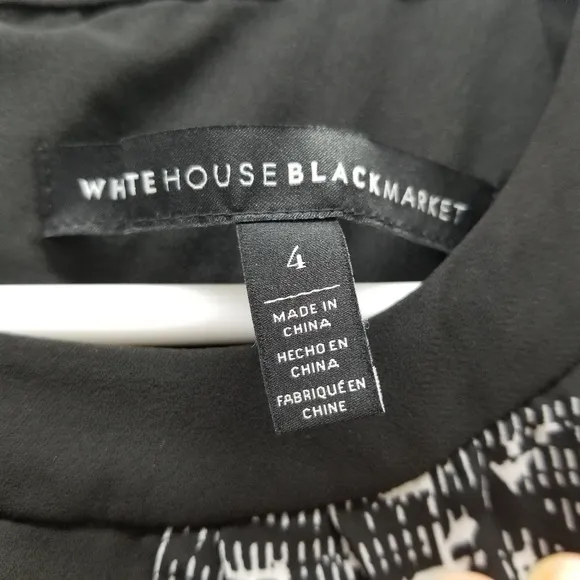 WHITEHOUSEBLACKMARKET
4
MADE IN
CHINA
HECHO EN
CHINA
FABRIQUÉ EN
CHINE